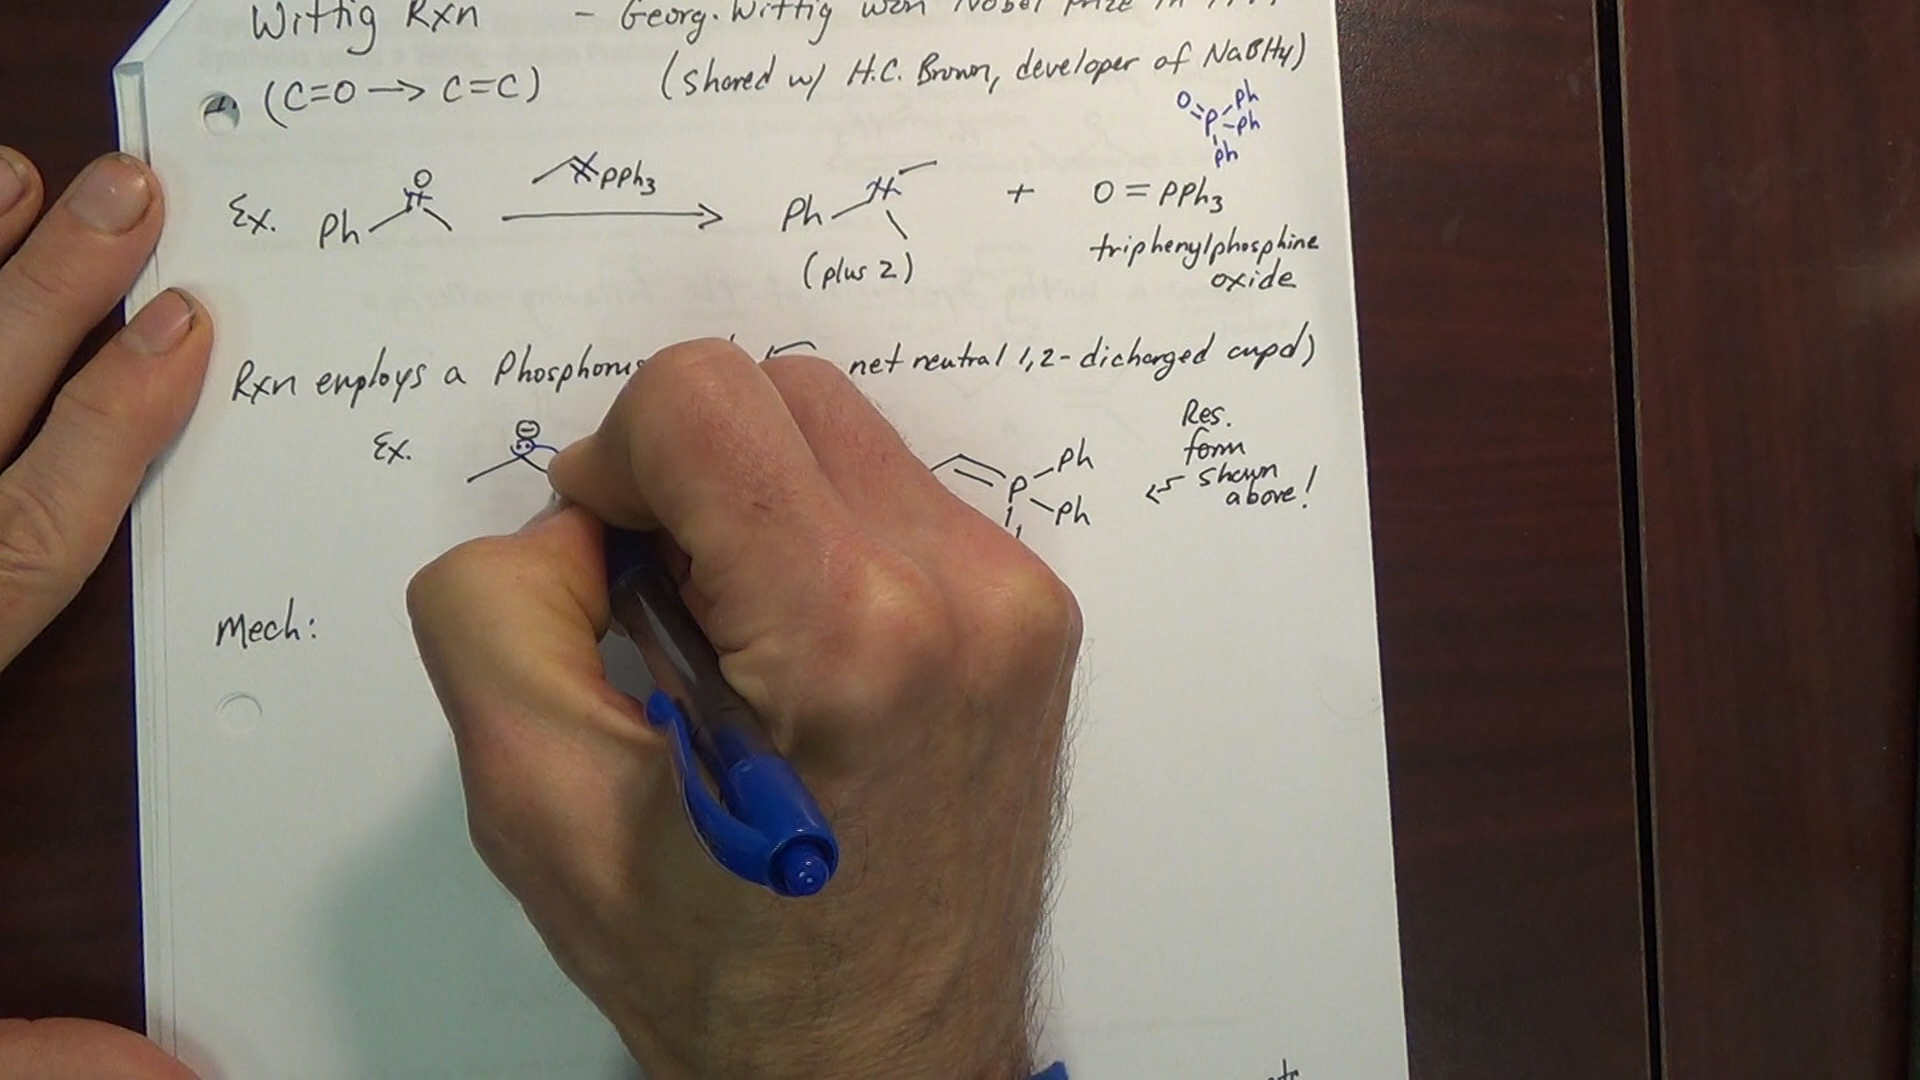 Wittig Rxn - Georg. Wittig won Nobel Prize in
(C=O → C=C) (shared w/ H.C. Brown, developer of NaBH4)
O=P-Ph
-Ph
Ph
Ex. Ph O PPh3 Ph + O = PPh3
(plus 2) triphenylphosphine
oxide
Rxn employs a net neutral 1,2-dicharged cmpd)
Ex. ⊖ P Ph Ph
Res.
form
shown
above!
Mech: